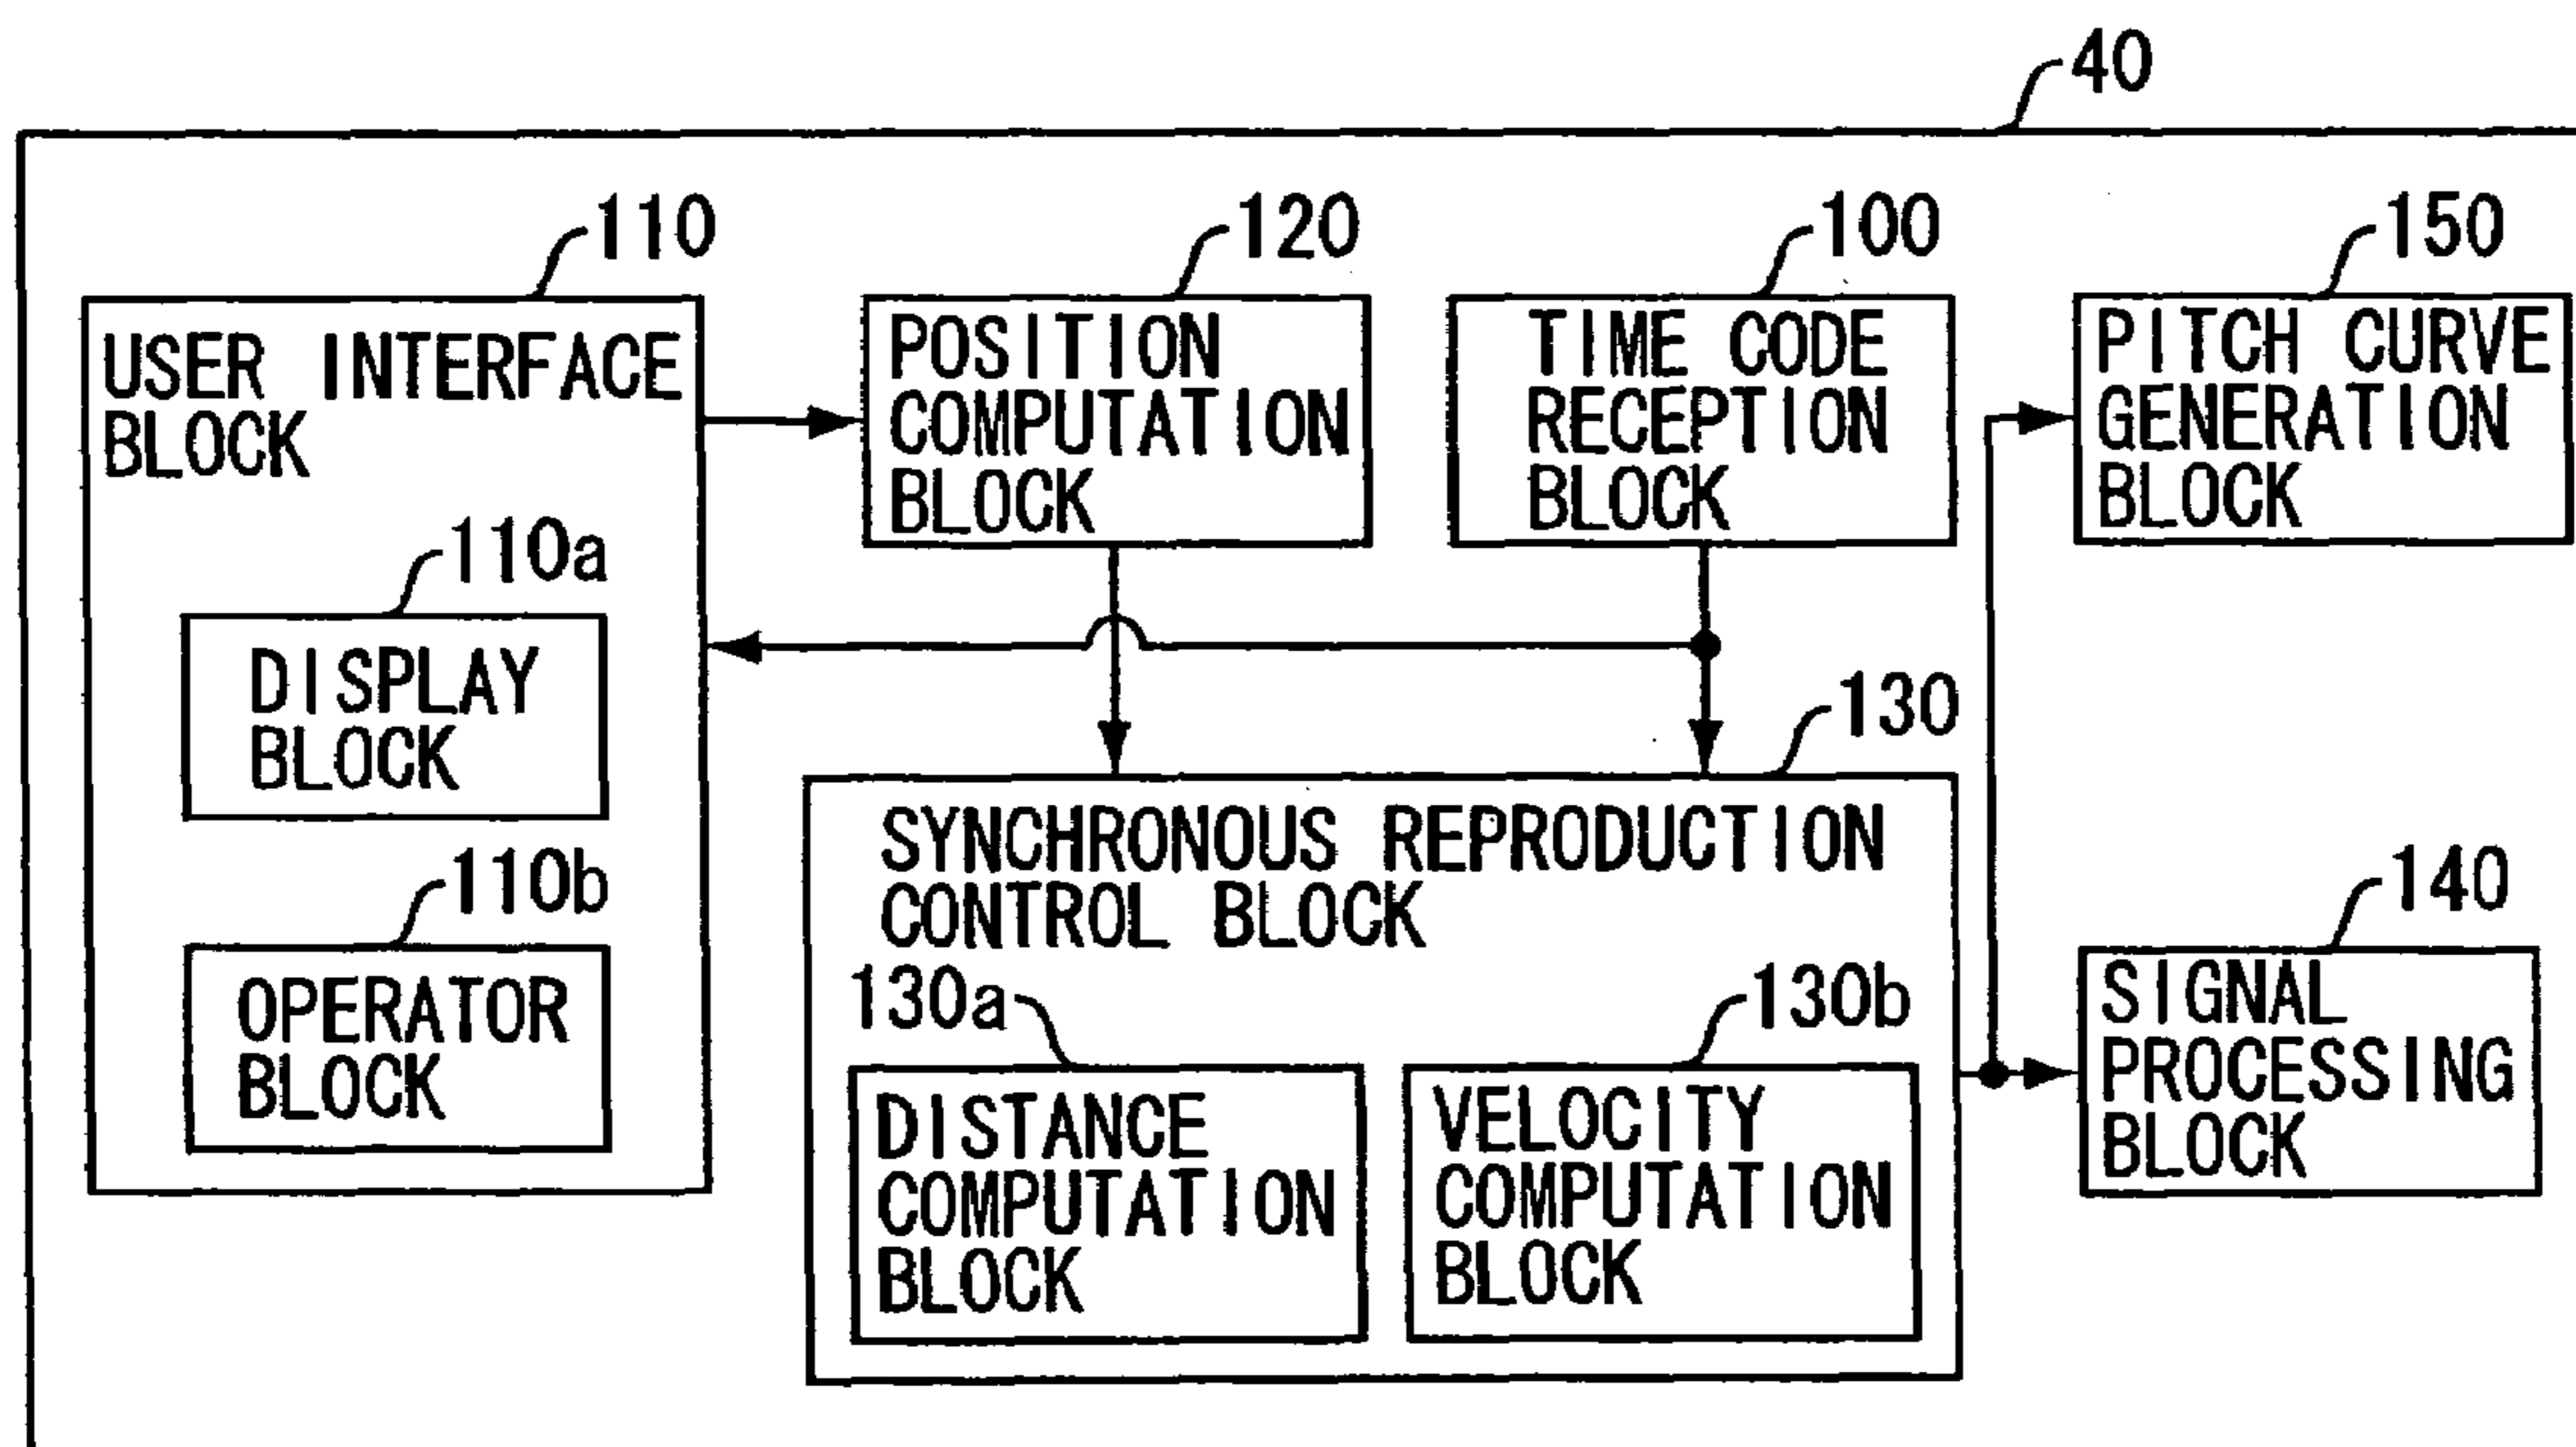 40
110
120
100
150
USER INTERFACE
BLOCK
POSITION
COMPUTATION
BLOCK
TIME CODE
RECEPTION
BLOCK
PITCH CURVE
GENERATION
BLOCK
110a
DISPLAY
BLOCK
110b
OPERATOR
BLOCK
130
SYNCHRONOUS REPRODUCTION
CONTROL BLOCK
130a
DISTANCE
COMPUTATION
BLOCK
130b
VELOCITY
COMPUTATION
BLOCK
140
SIGNAL
PROCESSING
BLOCK